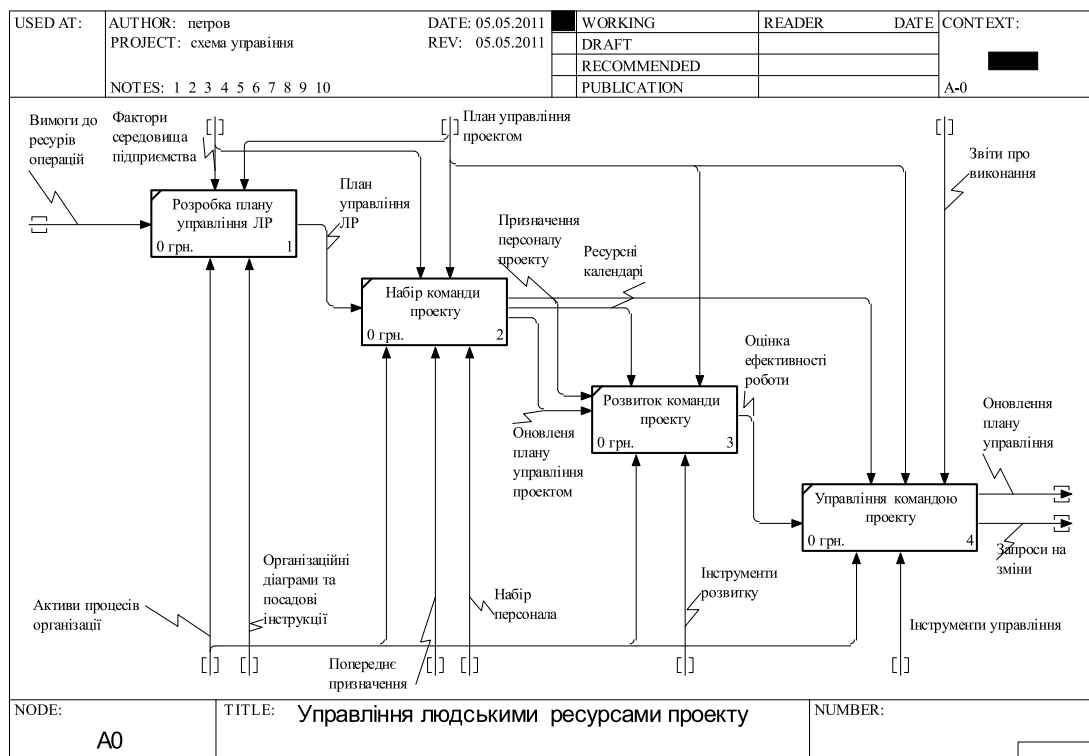 USED AT:
AUTHOR: петров
DATE: 05.05.2011
WORKING
READER
DATE
CONTEXT:
PROJECT: схема управіння
REV: 05.05.2011
DRAFT
RECOMMENDED
NOTES: 1 2 3 4 5 6 7 8 9 10
PUBLICATION
A-0
Вимоги до
ресурів
операцій
Фактори
середовища
підприємства
План управління
проектом
Звіти про
виконання
Розробка плану
управління ЛР
0 грн.
1
План
управління
ЛР
Призначення
персоналу
проекту
Ресурсні
календарі
Набір команди
проекту
0 грн.
2
Оцінка
ефективності
роботи
Розвиток команди
проекту
0 грн.
3
Оновленя
плану
управління
проектом
Оновлення
плану
управління
Управління командою
проекту
0 грн.
4
Запроси на
зміни
Організаційні
діаграми та
посадові
інструкції
Активи процесів
організації
Набір
персонала
Інструменти
розвитку
Інструменти управління
Попереднє
призначення
NODE:
A0
TITLE:
Управління людськими ресурсами проекту
NUMBER: